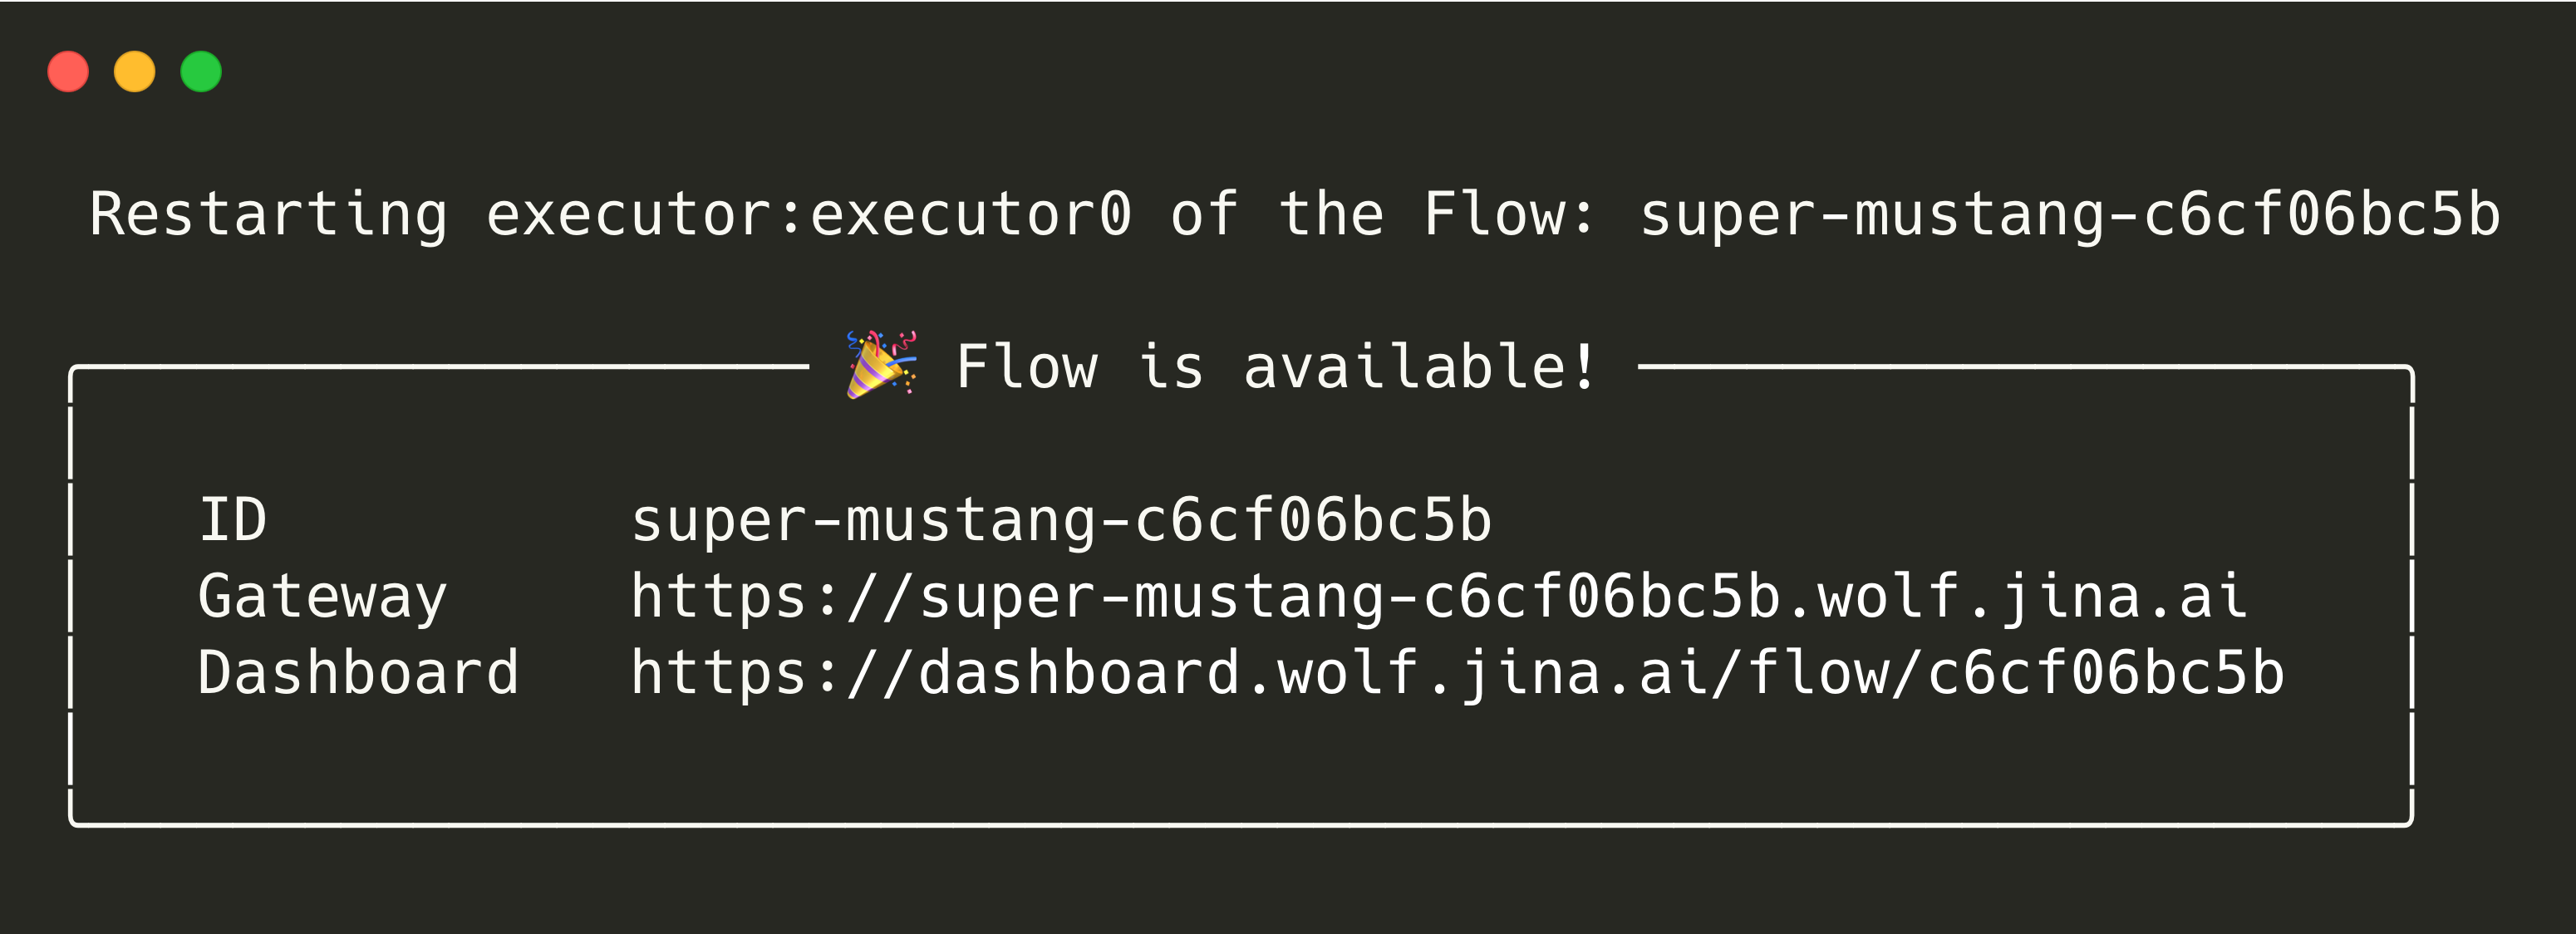 Restarting executor:executor0 of the Flow: super-mustang-c6cf06bc5b
🎉 Flow is available!
ID super-mustang-c6cf06bc5b
Gateway https://super-mustang-c6cf06bc5b.wolf.jina.ai
Dashboard https://dashboard.wolf.jina.ai/flow/c6cf06bc5b